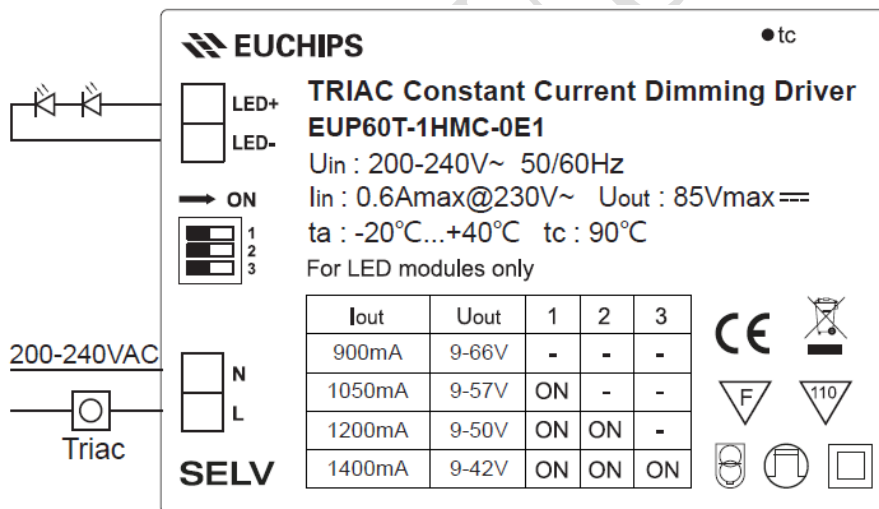 EUCHIPS
tc
TRIAC Constant Current Dimming Driver
EUP60T-1HMC-0E1
Uin : 200-240V~ 50/60Hz
Iin : 0.6Amax@230V~ Uout : 85Vmax⎓
ta : -20℃...+40℃ tc : 90℃
For LED modules only
LED+
LED-
ON
1
2
3
Iout Uout 1 2 3
900mA 9-66V - - -
1050mA 9-57V ON - -
1200mA 9-50V ON ON -
1400mA 9-42V ON ON ON
200-240VAC
N
L
Triac
SELV
CE
F
110